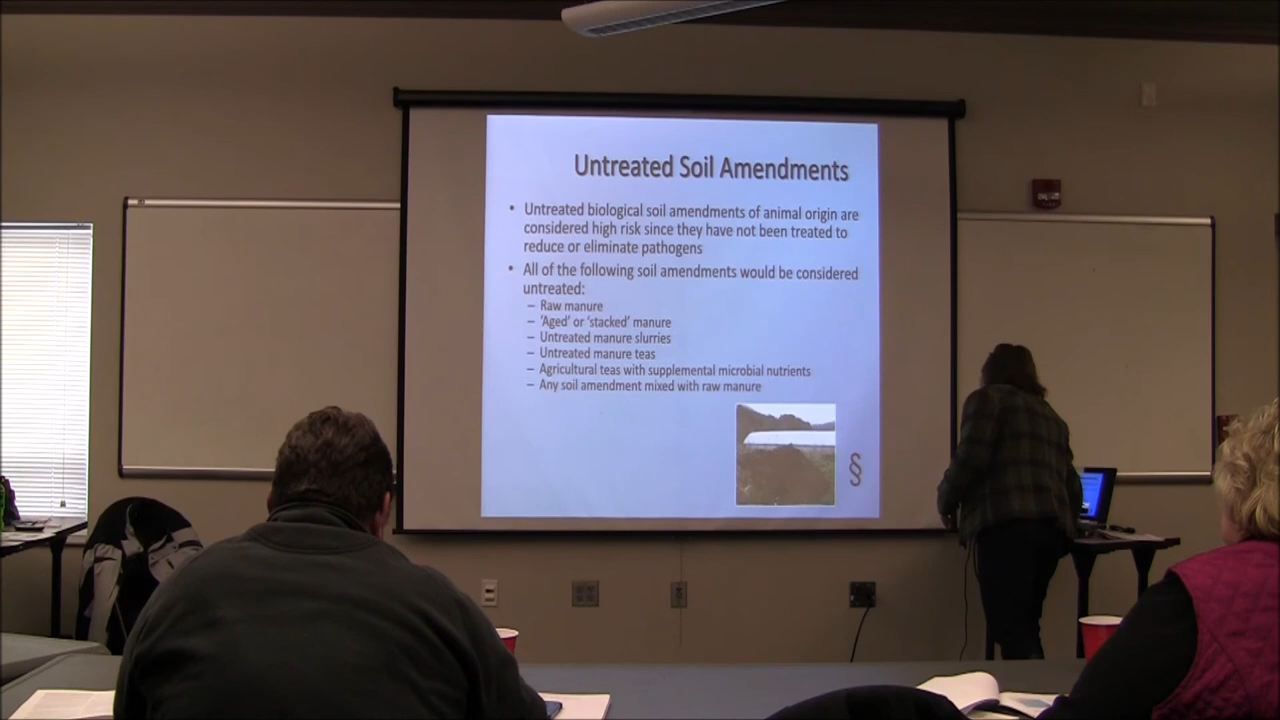 Untreated Soil Amendments
• Untreated biological soil amendments of animal origin are
considered high risk since they have not been treated to
reduce or eliminate pathogens
• All of the following soil amendments would be considered
untreated:
– Raw manure
– ‘Aged’ or ‘stacked’ manure
– Untreated manure slurries
– Untreated manure teas
– Agricultural teas with supplemental microbial nutrients
– Any soil amendment mixed with raw manure
§